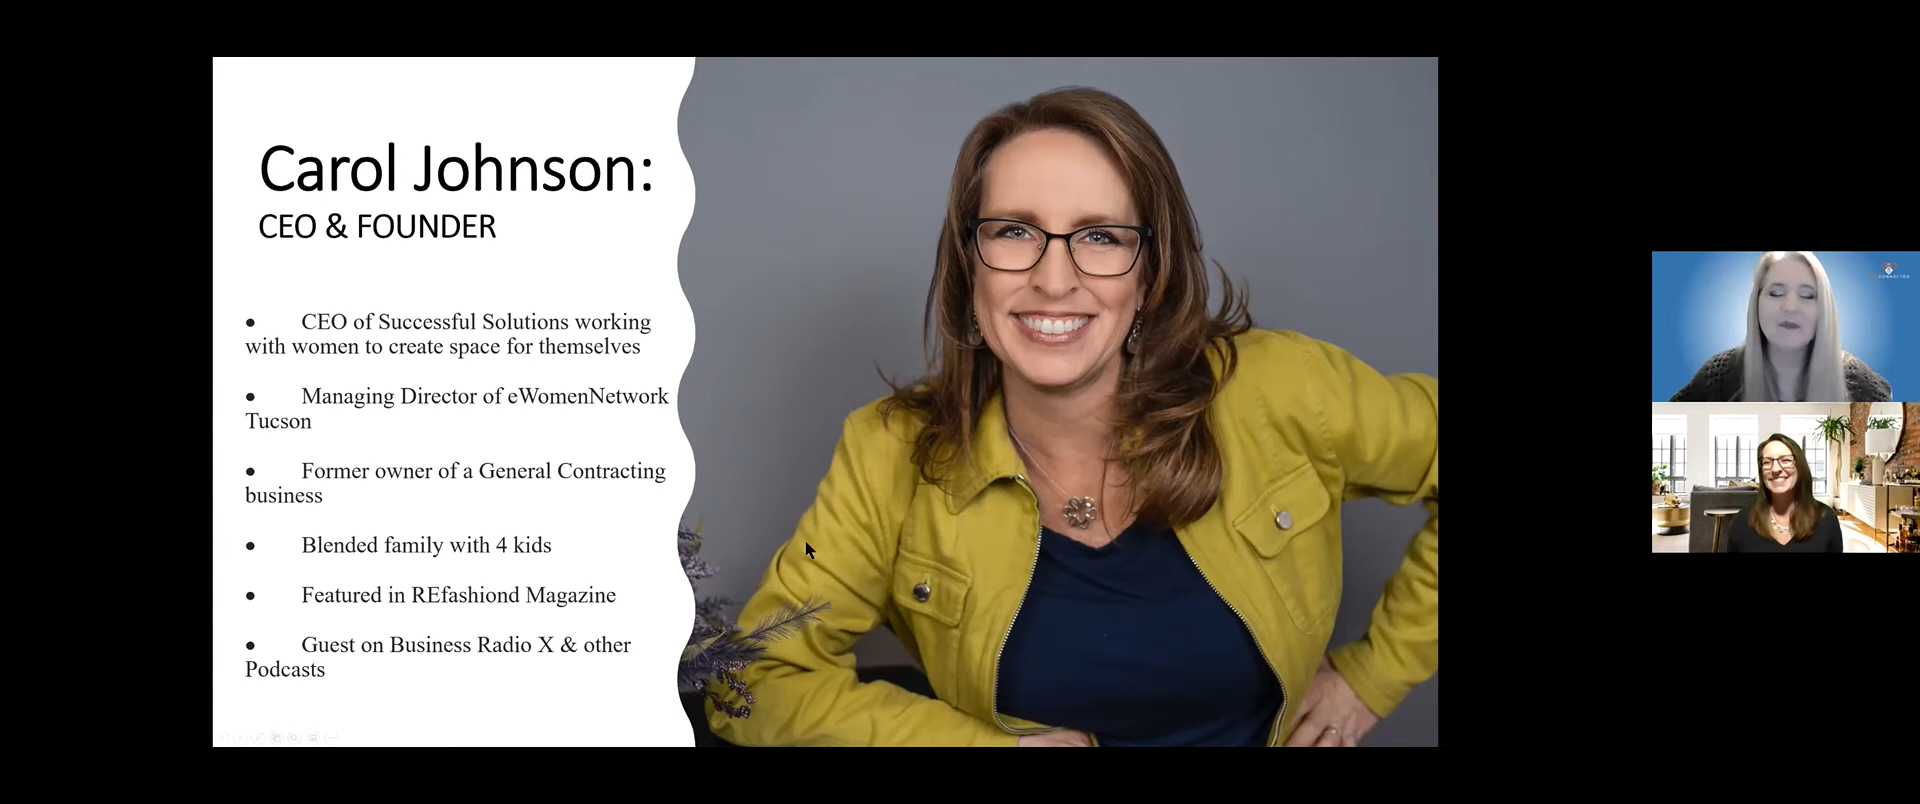 Carol Johnson:
CEO & FOUNDER
• CEO of Successful Solutions working
with women to create space for themselves
• Managing Director of eWomenNetwork
Tucson
• Former owner of a General Contracting
business
• Blended family with 4 kids
• Featured in REfashiond Magazine
• Guest on Business Radio X & other
Podcasts